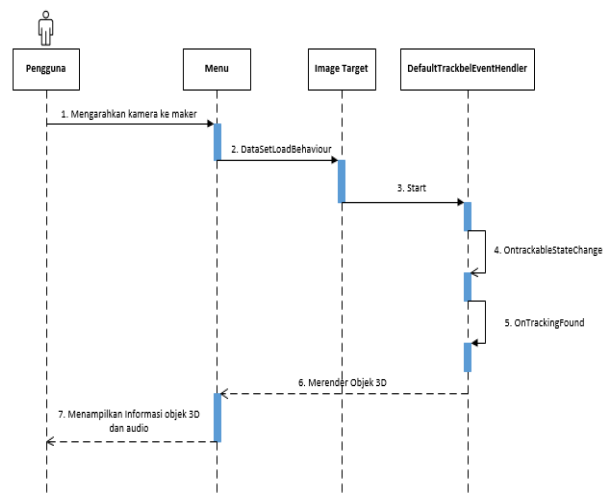 Pengguna
Menu
Image Target
DefaultTrackbelEventHendler
1. Mengarahkan kamera ke maker
2. DataSetLoadBehaviour
3. Start
4. OntrackableStateChange
5. OnTrackingFound
6. Merender Objek 3D
7. Menampilkan Informasi objek 3D
dan audio